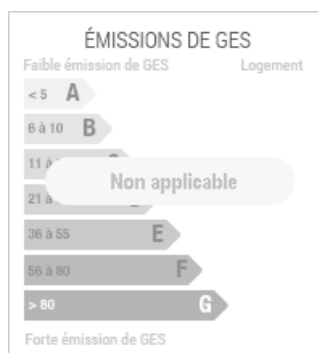 ÉMISSIONS DE GES
Faible émission de GES Logement
< 5 A
6 à 10 B
11 à
Non applicable
21 à
36 à 55 E
56 à 80 F
> 80 G
Forte émission de GES